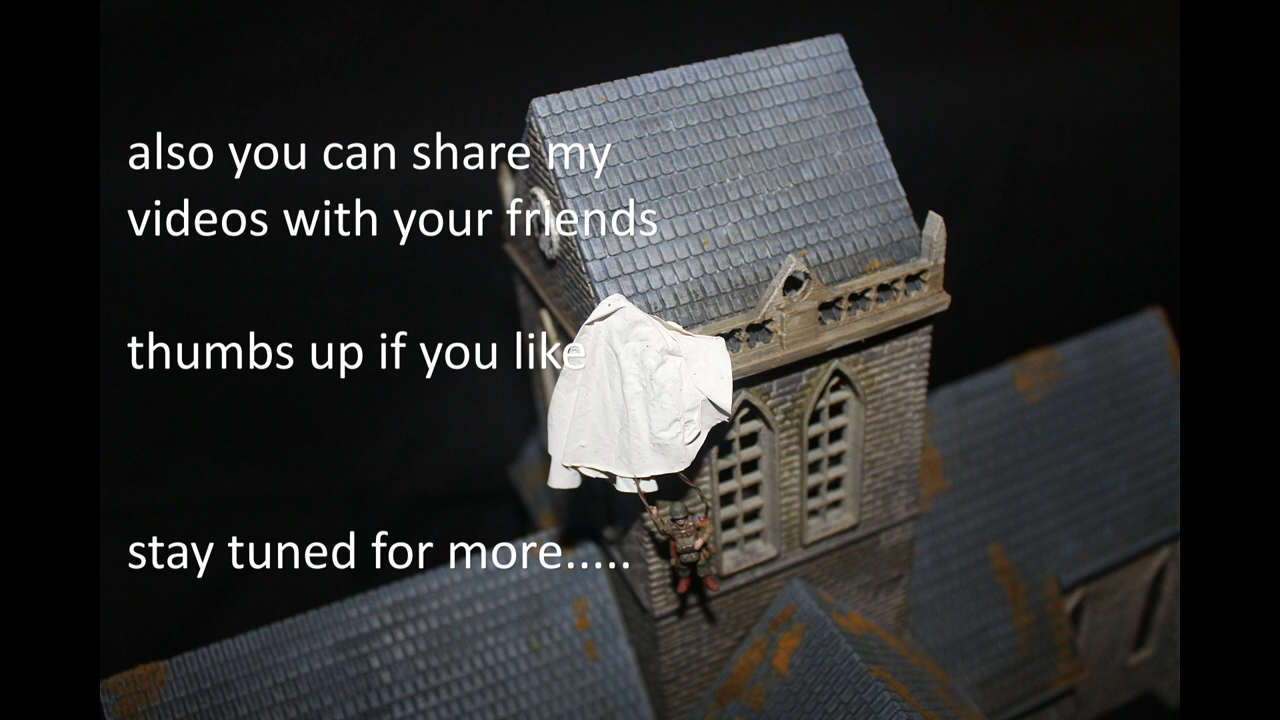 also you can share my
videos with your friends
thumbs up if you like
stay tuned for more.....